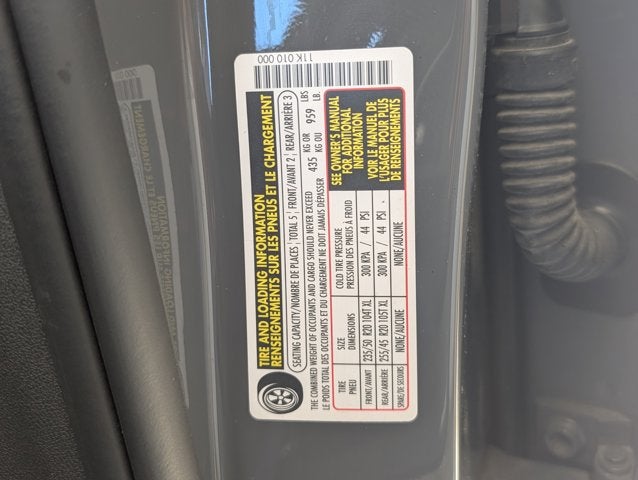 TIRE AND LOADING INFORMATION
RENSEIGNEMENTS SUR LES PNEUS ET LE CHARGEMENT
SEATING CAPACITY/NOMBRE DE PLACES TOTAL 5 FRONT/AVANT 2 REAR/ARRIÈRE 3
THE COMBINED WEIGHT OF OCCUPANTS AND CARGO SHOULD NEVER EXCEED 435 KG OR 959 LBS
LE POIDS TOTAL DES OCCUPANTS ET DU CHARGEMENT NE DOIT JAMAIS DÉPASSER KG OU LB.
TIRE SIZE COLD TIRE PRESSURE
PNEU DIMENSIONS PRESSION DES PNEUS À FROID
FRONT/AVANT 235/50 R20 104T XL 300 KPA / 44 PSI
REAR/ARRIÈRE 255/45 R20 105T XL 300 KPA / 44 PSI
SPARE/DE SECOURS NONE/AUCUNE NONE/AUCUNE
SEE OWNER'S MANUAL
FOR ADDITIONAL
INFORMATION
VOIR LE MANUEL DE
L'USAGER POUR PLUS
DE RENSEIGNEMENTS
11K 010 000